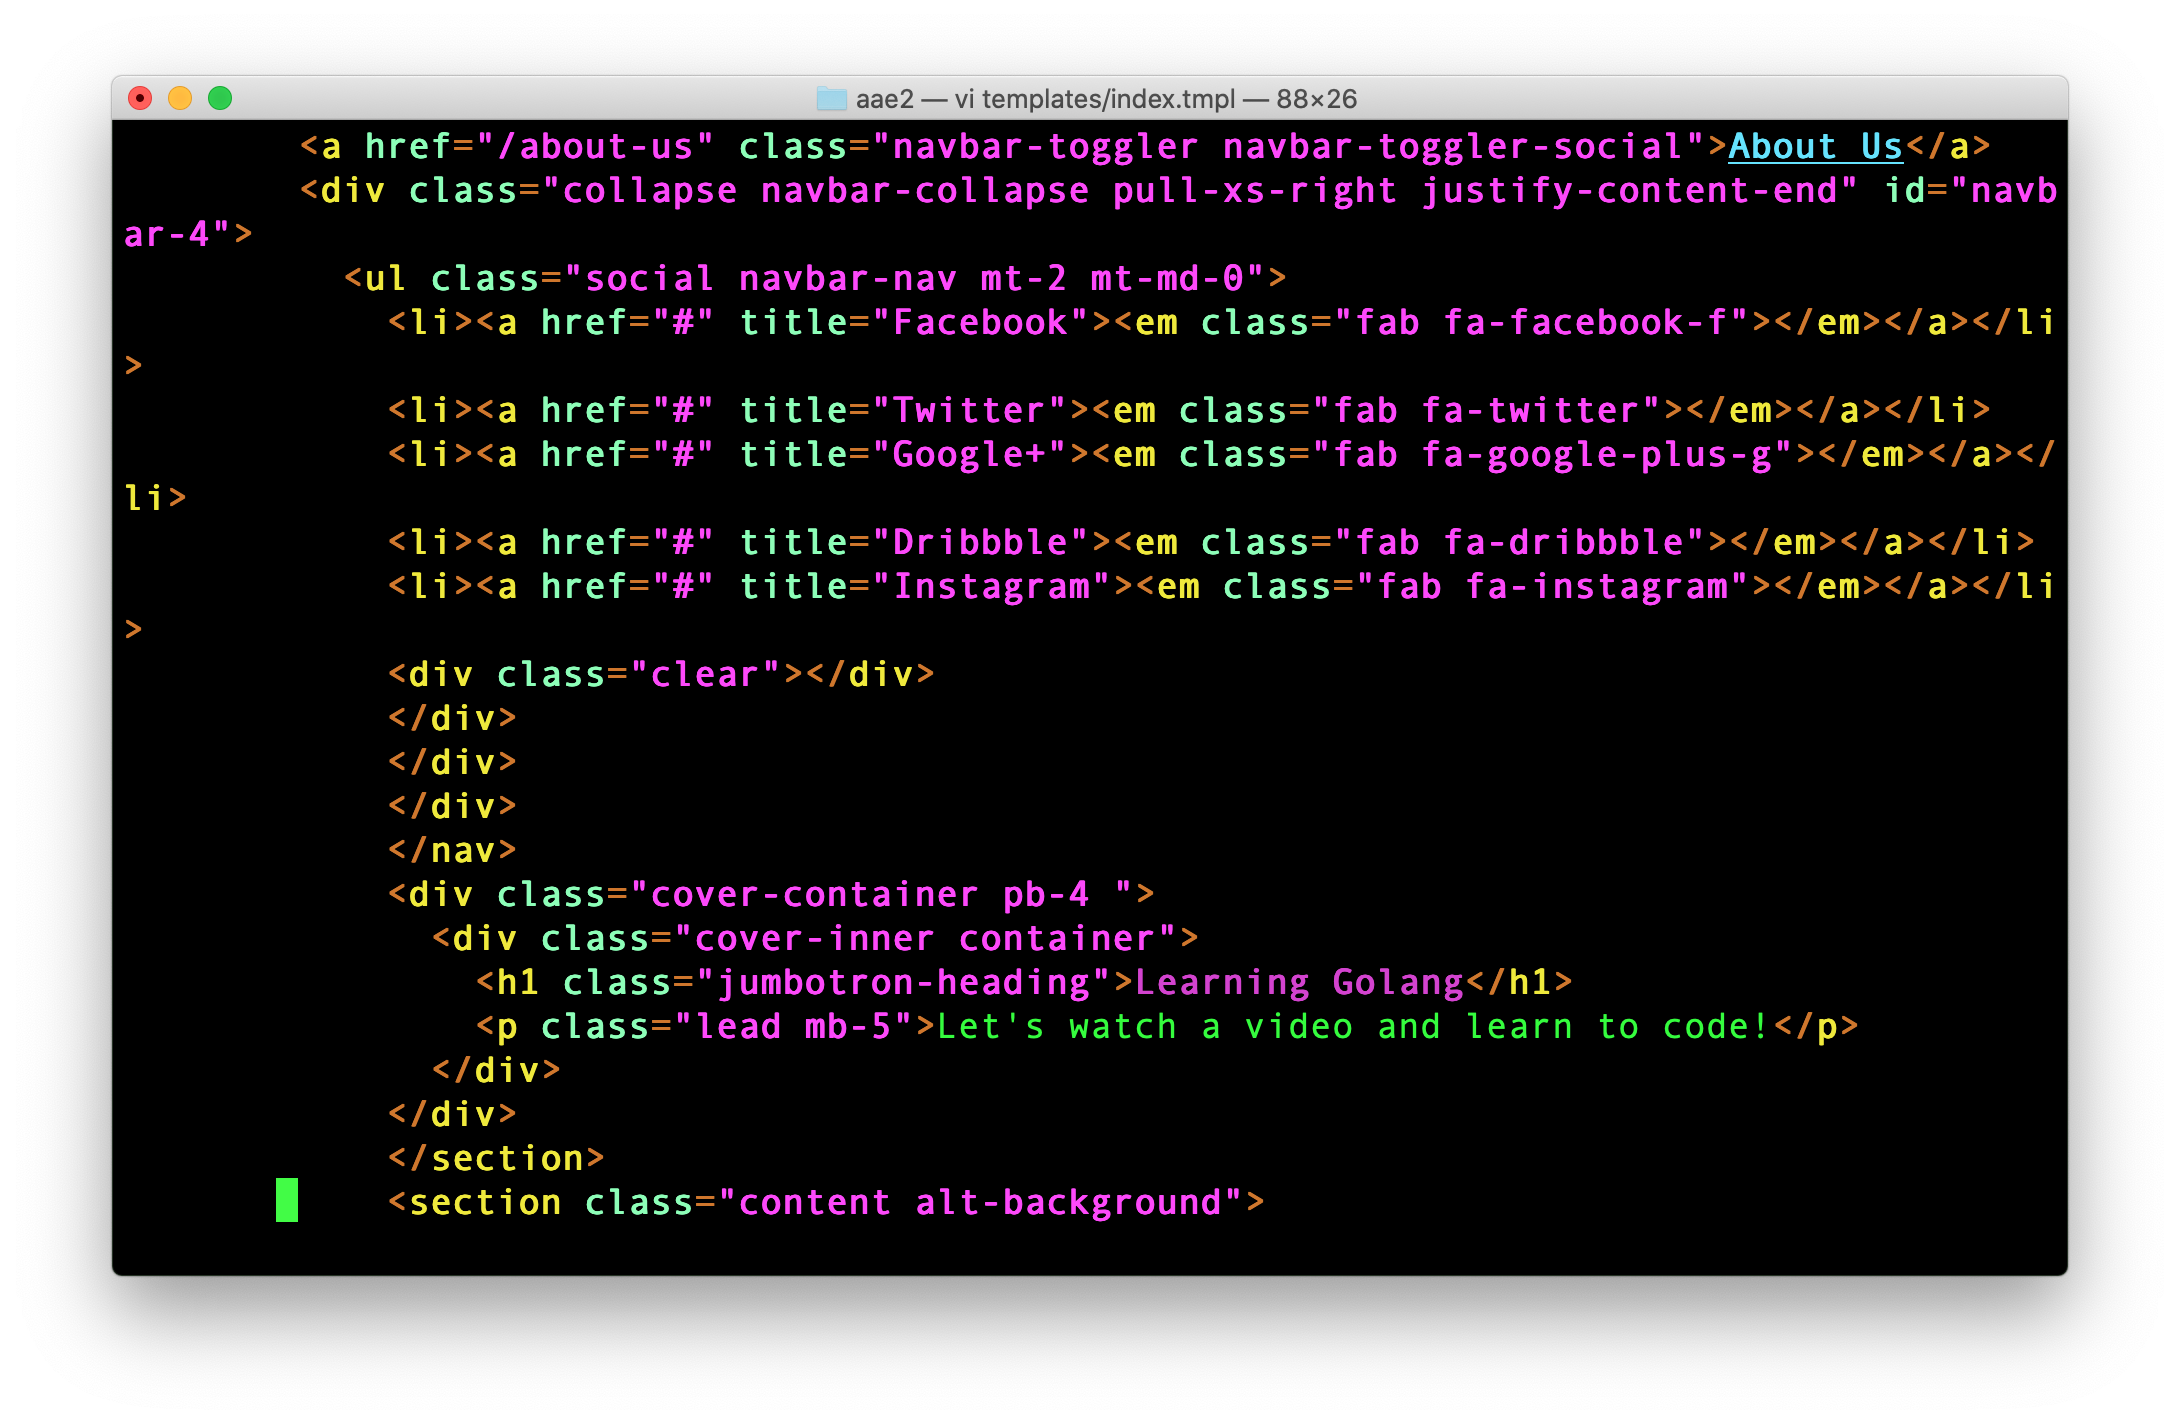 aae2 — vi templates/index.tmpl — 88×26
<a href="/about-us" class="navbar-toggler navbar-toggler-social">About Us</a>
<div class="collapse navbar-collapse pull-xs-right justify-content-end" id="navb
ar-4">
<ul class="social navbar-nav mt-2 mt-md-0">
<li><a href="#" title="Facebook"><em class="fab fa-facebook-f"></em></a></li
>
<li><a href="#" title="Twitter"><em class="fab fa-twitter"></em></a></li>
<li><a href="#" title="Google+"><em class="fab fa-google-plus-g"></em></a></
li>
<li><a href="#" title="Dribbble"><em class="fab fa-dribbble"></em></a></li>
<li><a href="#" title="Instagram"><em class="fab fa-instagram"></em></a></li
>
<div class="clear"></div>
</div>
</div>
</div>
</nav>
<div class="cover-container pb-4 ">
<div class="cover-inner container">
<h1 class="jumbotron-heading">Learning Golang</h1>
<p class="lead mb-5">Let's watch a video and learn to code!</p>
</div>
</div>
</section>
<section class="content alt-background">